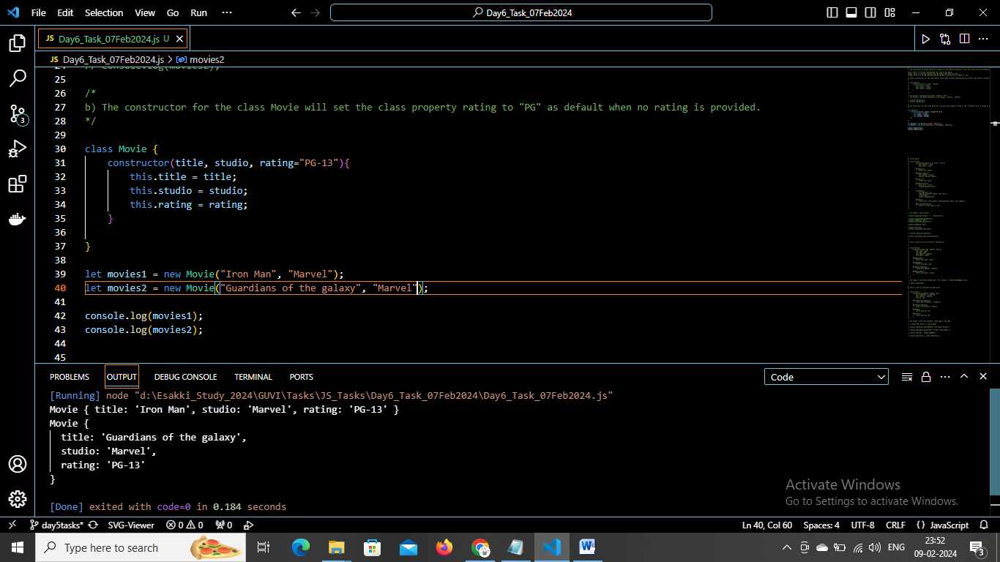 File Edit Selection View Go Run ··· Day6_Task_07Feb2024
JS Day6_Task_07Feb2024.js U
JS Day6_Task_07Feb2024.js > movies2
24 // console.log(movies2);
25
26 /*
27 b) The constructor for the class Movie will set the class property rating to "PG" as default when no rating is provided.
28 */
29
30 class Movie {
31 constructor(title, studio, rating="PG-13"){
32 this.title = title;
33 this.studio = studio;
34 this.rating = rating;
35 }
36
37 }
38
39 let movies1 = new Movie("Iron Man", "Marvel");
40 let movies2 = new Movie("Guardians of the galaxy", "Marvel");
41
42 console.log(movies1);
43 console.log(movies2);
44
45
PROBLEMS OUTPUT DEBUG CONSOLE TERMINAL PORTS Code
[Running] node "d:\Esakki_Study_2024\GUVI\Tasks\JS_Tasks\Day6_Task_07Feb2024\Day6_Task_07Feb2024.js"
Movie { title: 'Iron Man', studio: 'Marvel', rating: 'PG-13' }
Movie {
title: 'Guardians of the galaxy',
studio: 'Marvel',
rating: 'PG-13'
}
[Done] exited with code=0 in 0.184 seconds
Activate Windows
Go to Settings to activate Windows.
3
day5tasks* SVG-Viewer 0 0 0 Ln 40, Col 60 Spaces: 4 UTF-8 CRLF {} JavaScript
Type here to search ENG 23:52
09-02-2024
3